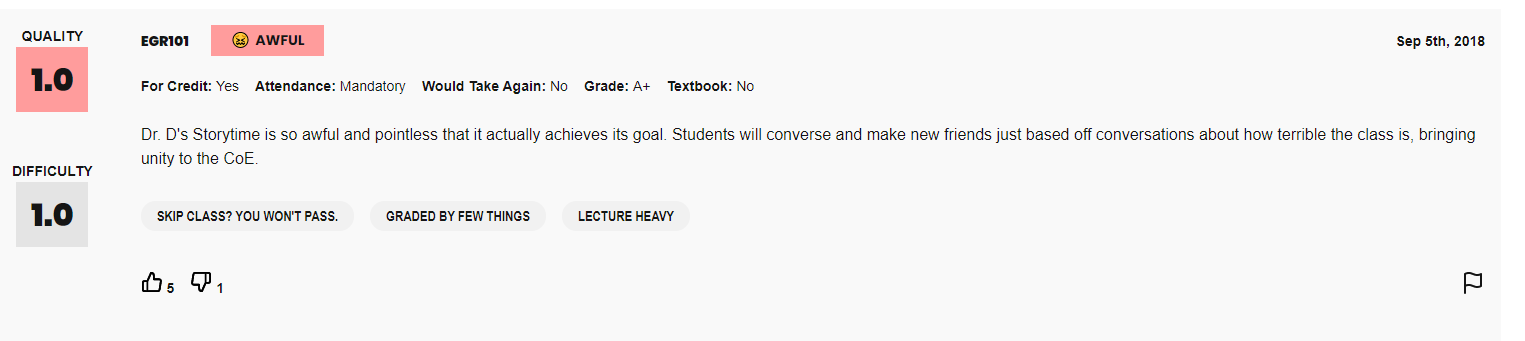 QUALITY
1.0
DIFFICULTY
1.0
EGR101 AWFUL Sep 5th, 2018
For Credit: Yes Attendance: Mandatory Would Take Again: No Grade: A+ Textbook: No
Dr. D's Storytime is so awful and pointless that it actually achieves its goal. Students will converse and make new friends just based off conversations about how terrible the class is, bringing
unity to the CoE.
SKIP CLASS? YOU WON'T PASS. GRADED BY FEW THINGS LECTURE HEAVY
5 1